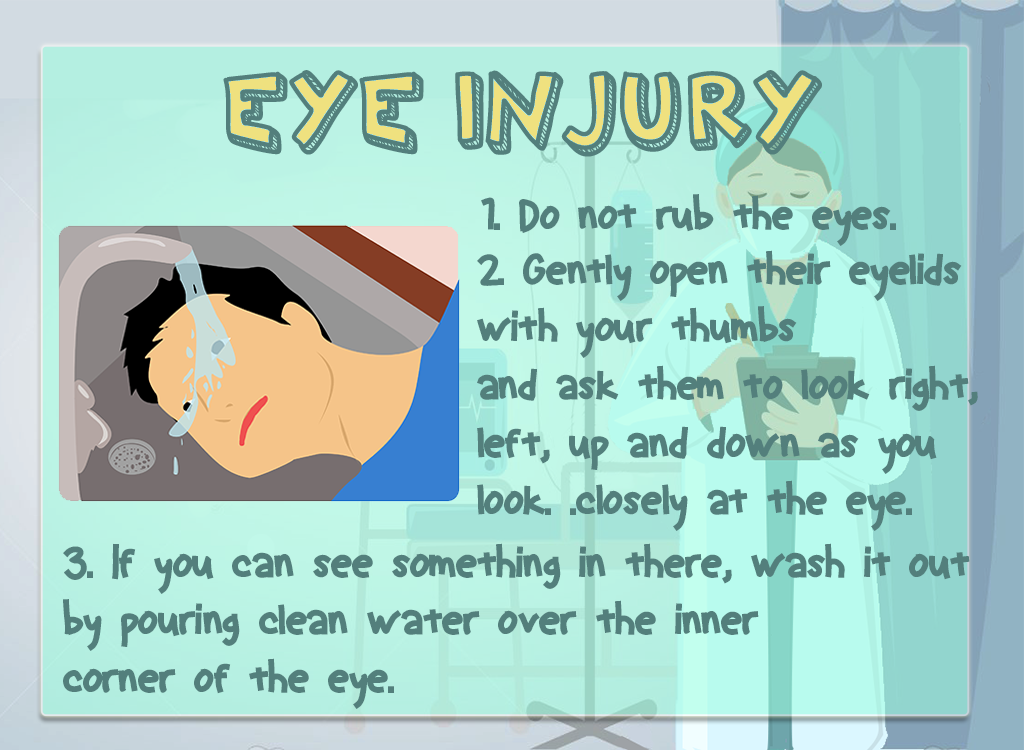 EYE INJURY
1. Do not rub the eyes.
2. Gently open their eyelids
with your thumbs
and ask them to look right,
left, up and down as you
look. .closely at the eye.
3. If you can see something in there, wash it out
by pouring clean water over the inner
corner of the eye.